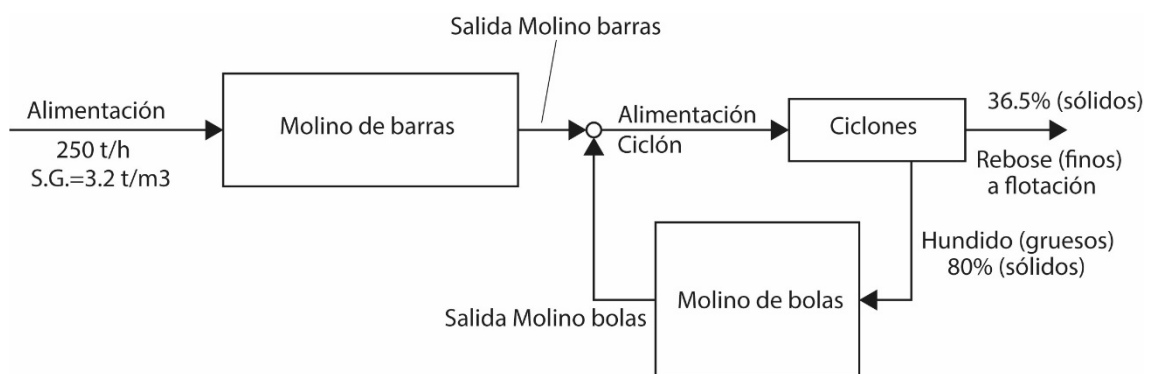 Salida Molino barras
Alimentación
250 t/h
S.G.=3.2 t/m3
Molino de barras
Alimentación
Ciclón
Ciclones
36.5% (sólidos)
Rebose (finos)
a flotación
Hundido (gruesos)
80% (sólidos)
Molino de bolas
Salida Molino bolas